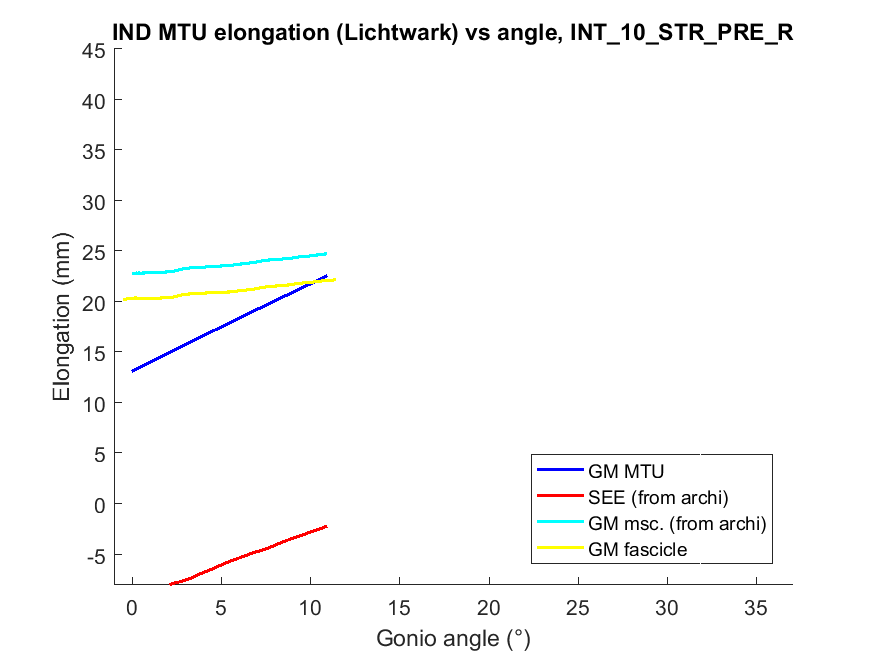 IND MTU elongation (Lichtwark) vs angle, INT_10_STR_PRE_R
45
40
35
30
25
20
15
10
5
0
-5
Elongation (mm)
GM MTU
SEE (from archi)
GM msc. (from archi)
GM fascicle
0 5 10 15 20 25 30 35
Gonio angle (°)